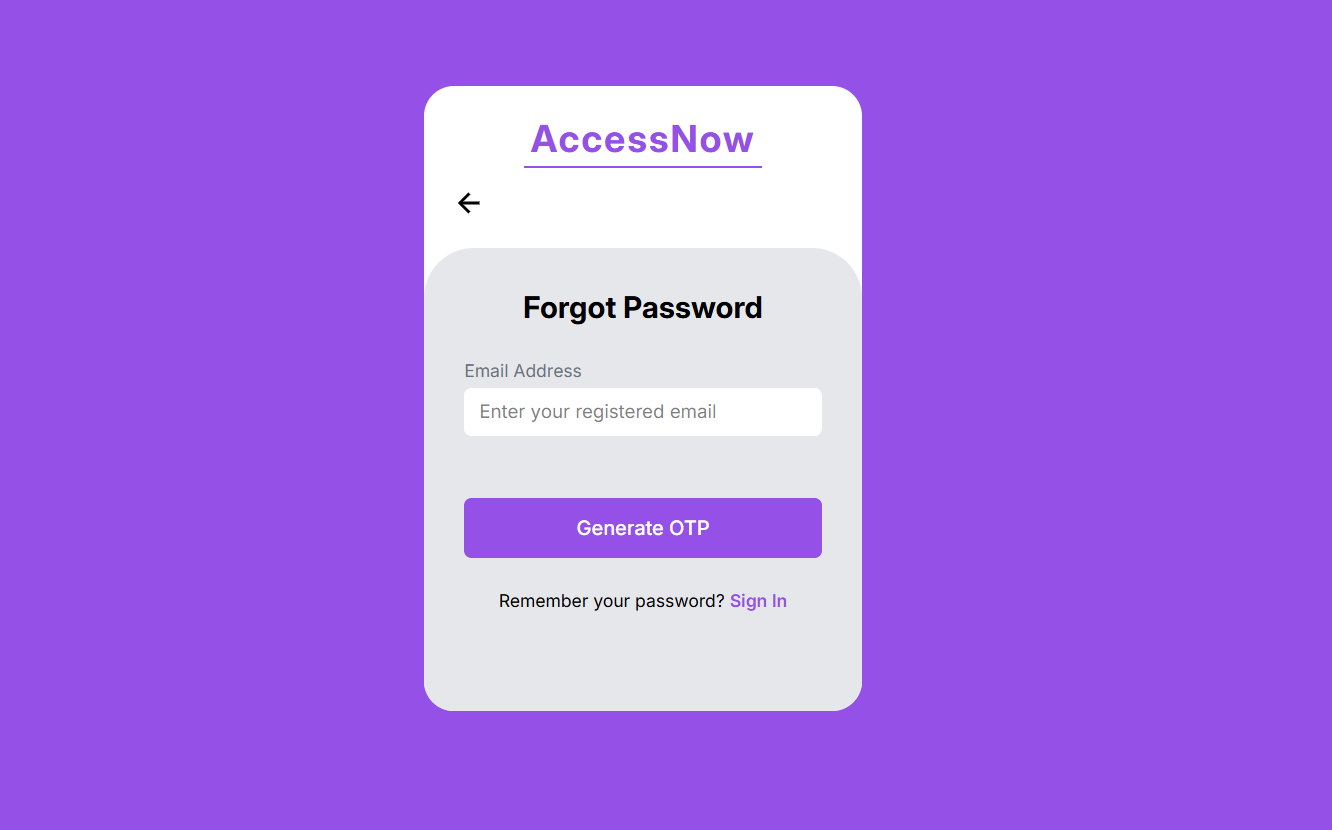 AccessNow
Forgot Password
Email Address
Enter your registered email
Generate OTP
Remember your password? Sign In